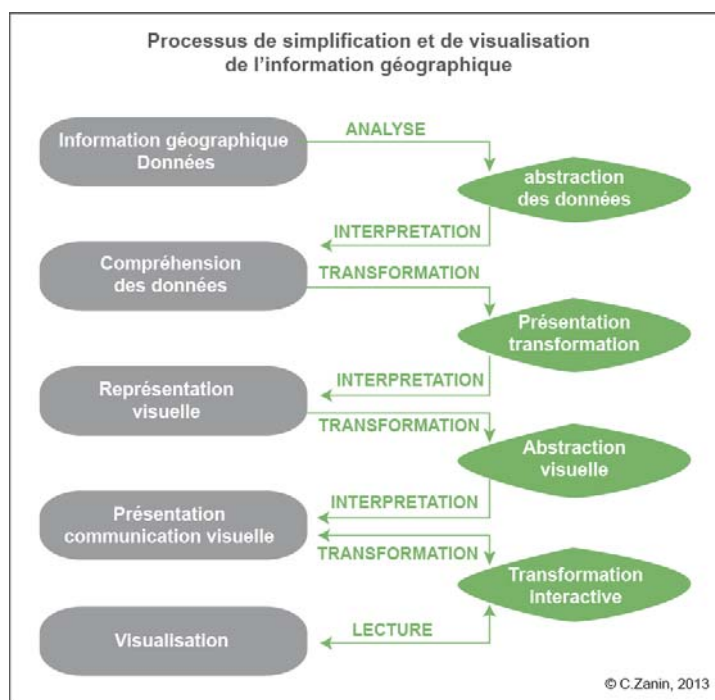 Processus de simplification et de visualisation
de l'information géographique
Information géographique
Données
ANALYSE
abstraction
des données
INTERPRETATION
Compréhension
des données
TRANSFORMATION
Présentation
transformation
INTERPRETATION
Représentation
visuelle
TRANSFORMATION
Abstraction
visuelle
INTERPRETATION
Présentation
communication visuelle
TRANSFORMATION
Transformation
interactive
Visualisation
LECTURE
© C.Zanin, 2013